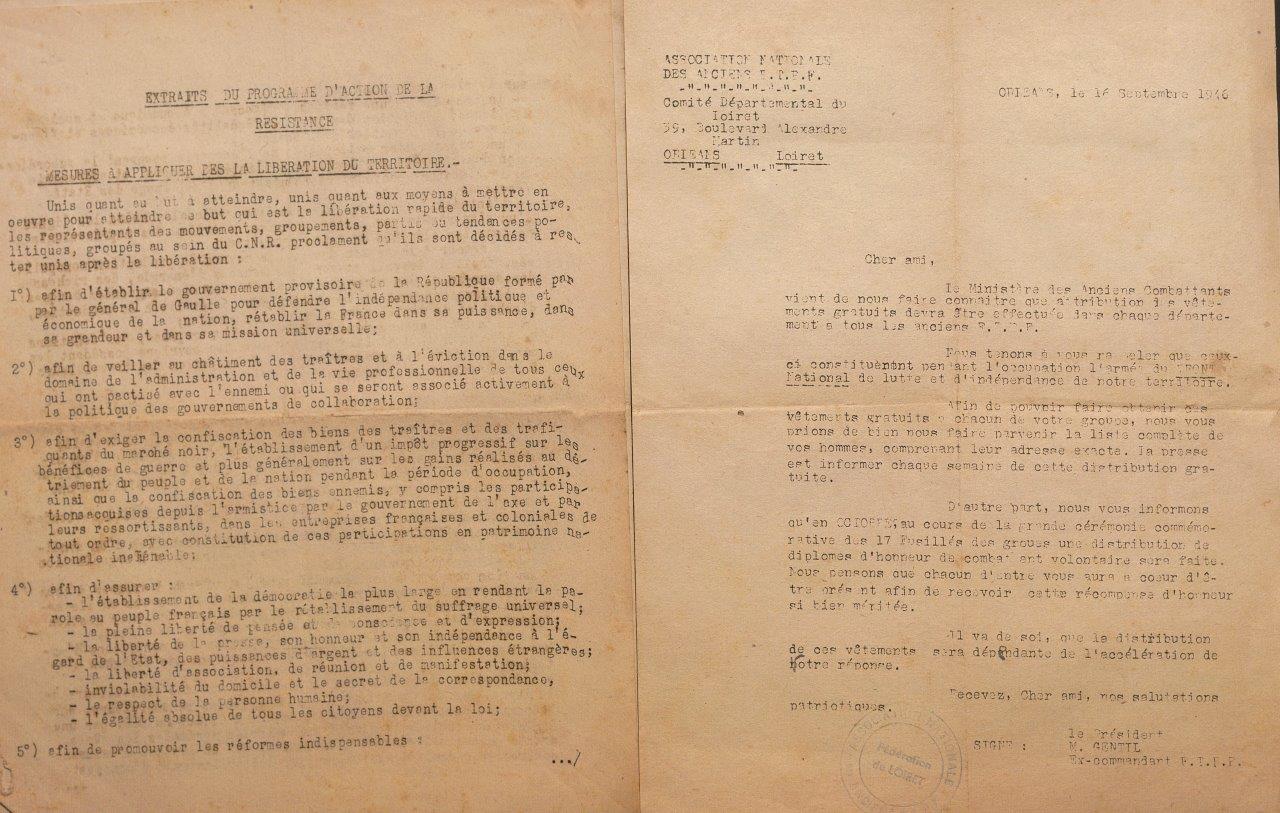 EXTRAITS DU PROGRAMME D'ACTION DE LA
RESISTANCE
MESURES à APPLIQUER DES LA LIBERATION DU TERRITOIRE.-
Unis quant au but à atteindre, unis quant aux moyens à mettre en
oeuvre pour atteindre ce but qui est la libération rapide du territoire,
les représentants des mouvements, groupements, partis ou tendances po-
litiques, groupés au sein du C.N.R. proclament qu'ils sont décidés à res-
ter unis après la libération :
1°) afin d'établir le gouvernement provisoire de la République formé par
par le général de Gaulle pour défendre l'indépendance politique et
économique de la nation, rétablir la France dans sa puissance, dans
sa grandeur et dans sa mission universelle;
2°) afin de veiller au châtiment des traîtres et à l'éviction dans le
domaine de l'administration et de la vie professionnelle de tous ceux
qui ont pactisé avec l'ennemi ou qui se seront associé activement à
la politique des gouvernements de collaboration;
3°) afin d'exiger la confiscation des biens des traîtres et des trafi-
quants du marché noir, l'établissement d'un impôt progressif sur les
bénéfices de guerre et plus généralement sur les gains réalisés au dé-
triement du peuple et de la nation pendant la période d'occupation,
ainsi que la confiscation des biens ennemis, y compris les particips-
tionsacquises depuis l'armistice par le gouvernement de l'axe et par
leurs ressortissants, dans les entreprises françaises et coloniales de
tout ordre, avec constitution de ces participations en patrimoine na-
tionale inaliénable;
4°) afin d'assurer :
- l'établissement de la démocratie la plus large en rendant la pa-
role au peuple français par le rétablissement du suffrage universel;
- la pleine liberté de pensée et de conscience et d'expression;
- la liberté de la presse, son honneur et son indépendance à l'é-
gard de l'Etat, des puissances d'argent et des influences étrangères;
- la liberté d'association, de réunion et de manifestation;
- inviolabilité du domicile et le secret de la correspondance,
- le respect de la personne humaine;
- l'égalité absolue de tous les citoyens devant la loi;
5°) afin de promouvoir les réformes indispensables :
.../
ASSOCIATION NATIONALE
DES ANCIENS F.T.P.F.
-"-"-"-"-"-"-"-
Comité Départemental du
Loiret
39, Boulevard Alexandre
Martin
ORLEANS Loiret
-"-"-"-"-"-"-"-
ORLEANS, le 16 Septembre 1946
Cher ami,
Le Ministère des Anciens Combattants
vient de nous faire connaître que attribution des vête-
ments gratuits devra être effectuée dans chaque départe-
ment à tous les anciens F.T.P.F.
Nous tenons à vous rappeler que ceux-
ci constituèrent pendant l'occupation l'armée du FRONT
National de lutte et d'indépendance de notre territoire.
Afin de pouvoir faire obtenir ces
vêtements gratuits à chacun de votre groupe, nous vous
prions de bien nous faire parvenir la liste complète de
vos hommes, comprenant leur adresse exacte. La presse
est informer chaque semaine de cette distribution gra-
tuite.
D'autre part, nous vous informons
qu'en OCTOBRE, au cours de la grande cérémonie commémo-
rative des 17 Fusillés des groues une distribution de
diplomes d'honneur de combattant volontaire sera faite.
Nous pensons que chacun d'entre vous aura a coeur d'ê-
tre présent afin de recevoir cette récompense d'honneur
si bien méritée.
Il va de soi, que la distribution
de ces vêtements sera dépendante de l'accélération de
votre réponse.
Recevez, Cher ami, nos salutations
patriotiques.
le Président
SIGNE : M. GENTIL
Ex-commandant F.T.P.F.
Fédération
de LOIRET